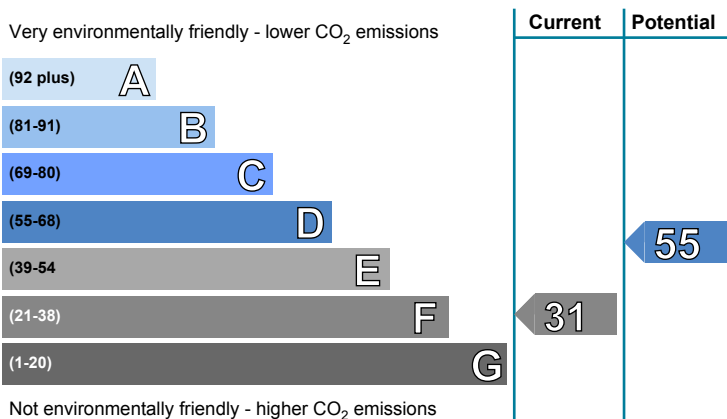 Current Potential
Very environmentally friendly - lower CO2 emissions
(92 plus) A
(81-91) B
(69-80) C
(55-68) D
55
(39-54 E
(21-38) F 31
(1-20) G
Not environmentally friendly - higher CO2 emissions